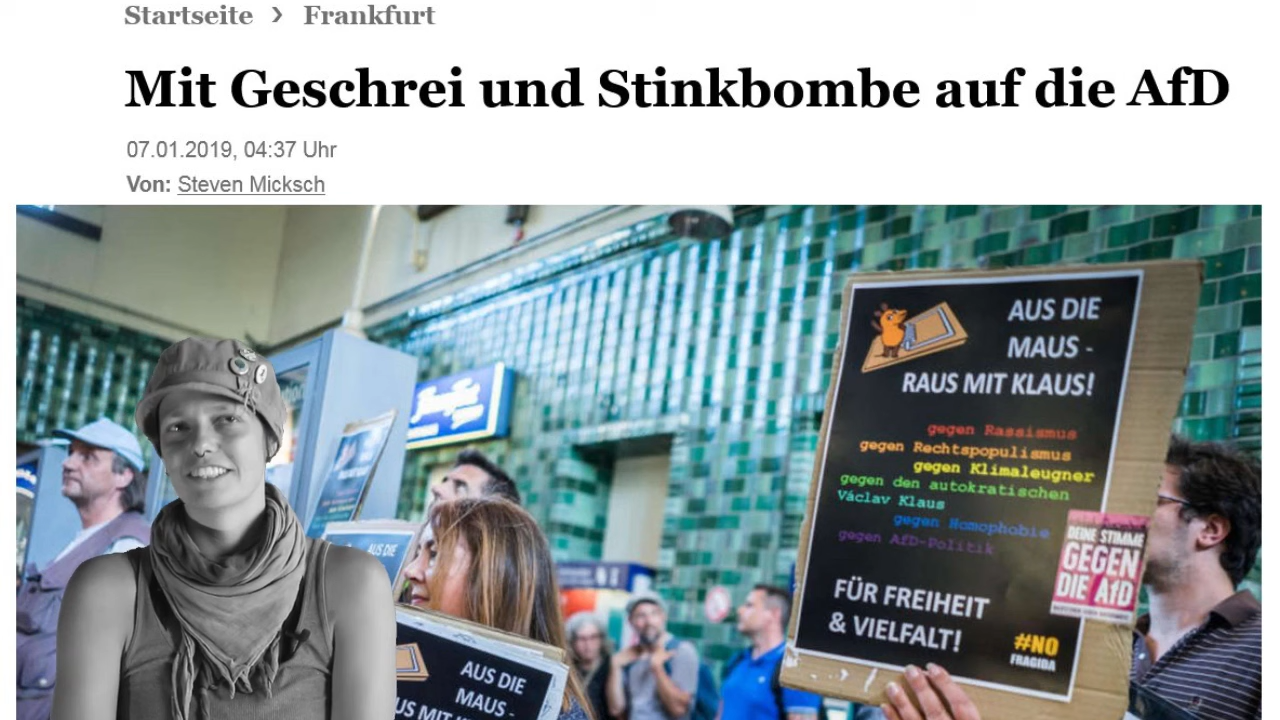 Startseite › Frankfurt
Mit Geschrei und Stinkbombe auf die AfD
07.01.2019, 04:37 Uhr
Von: Steven Micksch
AUS DIE
MAUS -
RAUS MIT KLAUS!
gegen Rassismus
gegen Rechtspopulismus
gegen Klimaleugner
gegen den autokratischen
Václav Klaus
gegen Homophobie
gegen AfD-Politik
DEINE STIMME
GEGEN
DIE AfD
FÜR FREIHEIT
& VIELFALT!
#NO
FRAGIDA
AUS DIE
AUS DIE
MAUS -